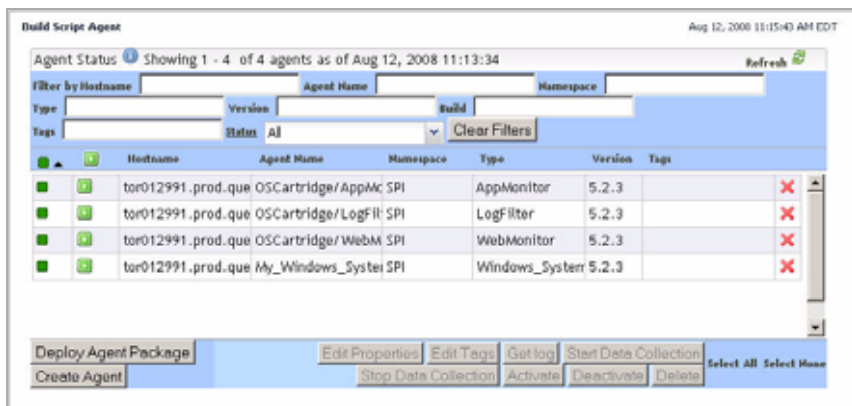 Build Script Agent Aug 12, 2008 11:15:43 AM EDT
Agent Status Showing 1 - 4 of 4 agents as of Aug 12, 2008 11:13:34 Refresh
Filter by Hostname Agent Name Namespace
Type Version Build
Tags Status All Clear Filters
Hostname Agent Name Namespace Type Version Tags
tor012991.prod.que OSCartridge/AppMc SPI AppMonitor 5.2.3
tor012991.prod.que OSCartridge/LogFil SPI LogFilter 5.2.3
tor012991.prod.que OSCartridge/WebM SPI WebMonitor 5.2.3
tor012991.prod.que My_Windows_System SPI Windows_System 5.2.3
Deploy Agent Package Edit Properties Edit Tags Get log Start Data Collection Select All Select None
Create Agent Stop Data Collection Activate Deactivate Delete